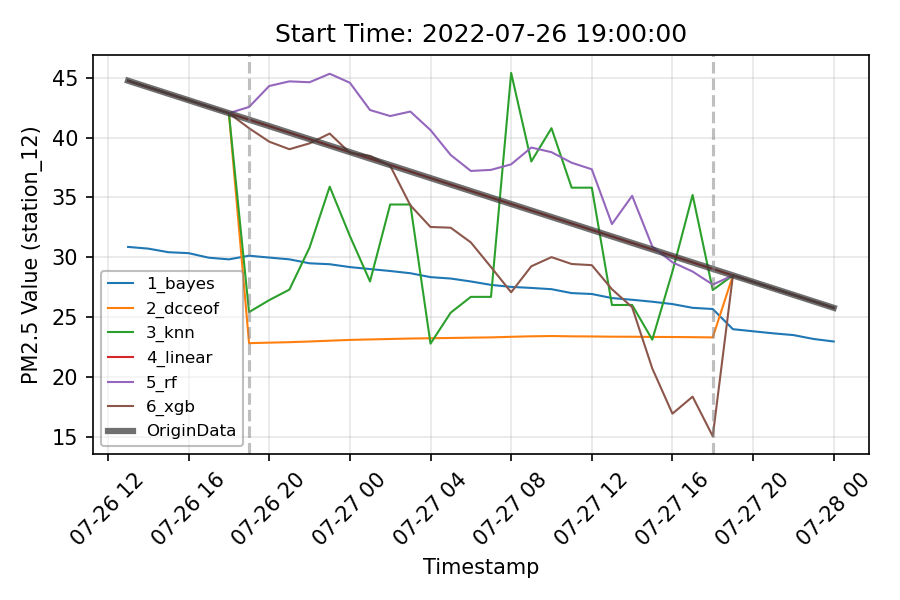 Start Time: 2022-07-26 19:00:00
PM2.5 Value (station_12)
45
40
35
30
25
20
15
1_bayes
2_dcceof
3_knn
4_linear
5_rf
6_xgb
OriginData
07-26 12
07-26 16
07-26 20
07-27 00
07-27 04
07-27 08
07-27 12
07-27 16
07-27 20
07-28 00
Timestamp